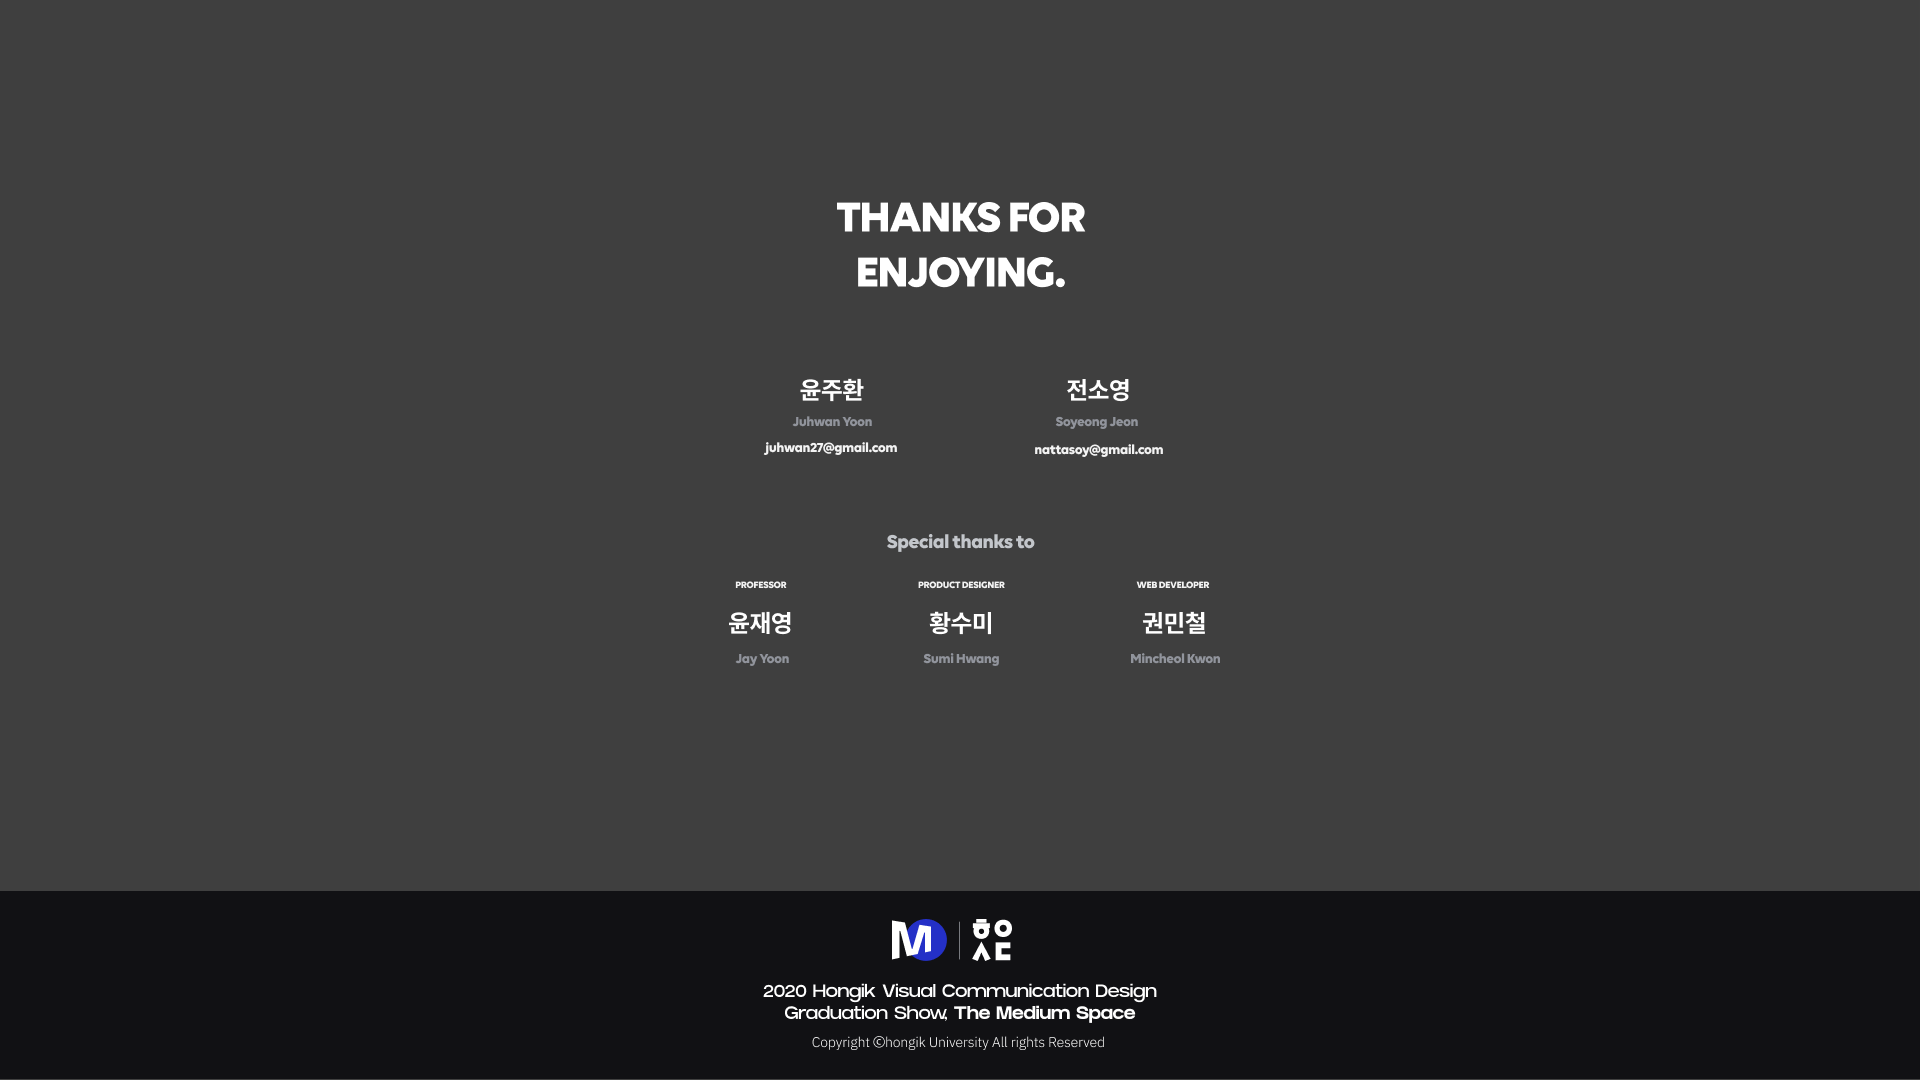 THANKS FOR
ENJOYING.
윤주환 전소영
Juhwan Yoon Soyeong Jeon
juhwan27@gmail.com nattasoy@gmail.com
Special thanks to
PROFESSOR PRODUCT DESIGNER WEB DEVELOPER
윤재영 황수미 권민철
Jay Yoon Sumi Hwang Mincheol Kwon
M
2020 Hongik Visual Communication Design
Graduation Show, The Medium Space
Copyright ©hongik University All rights Reserved